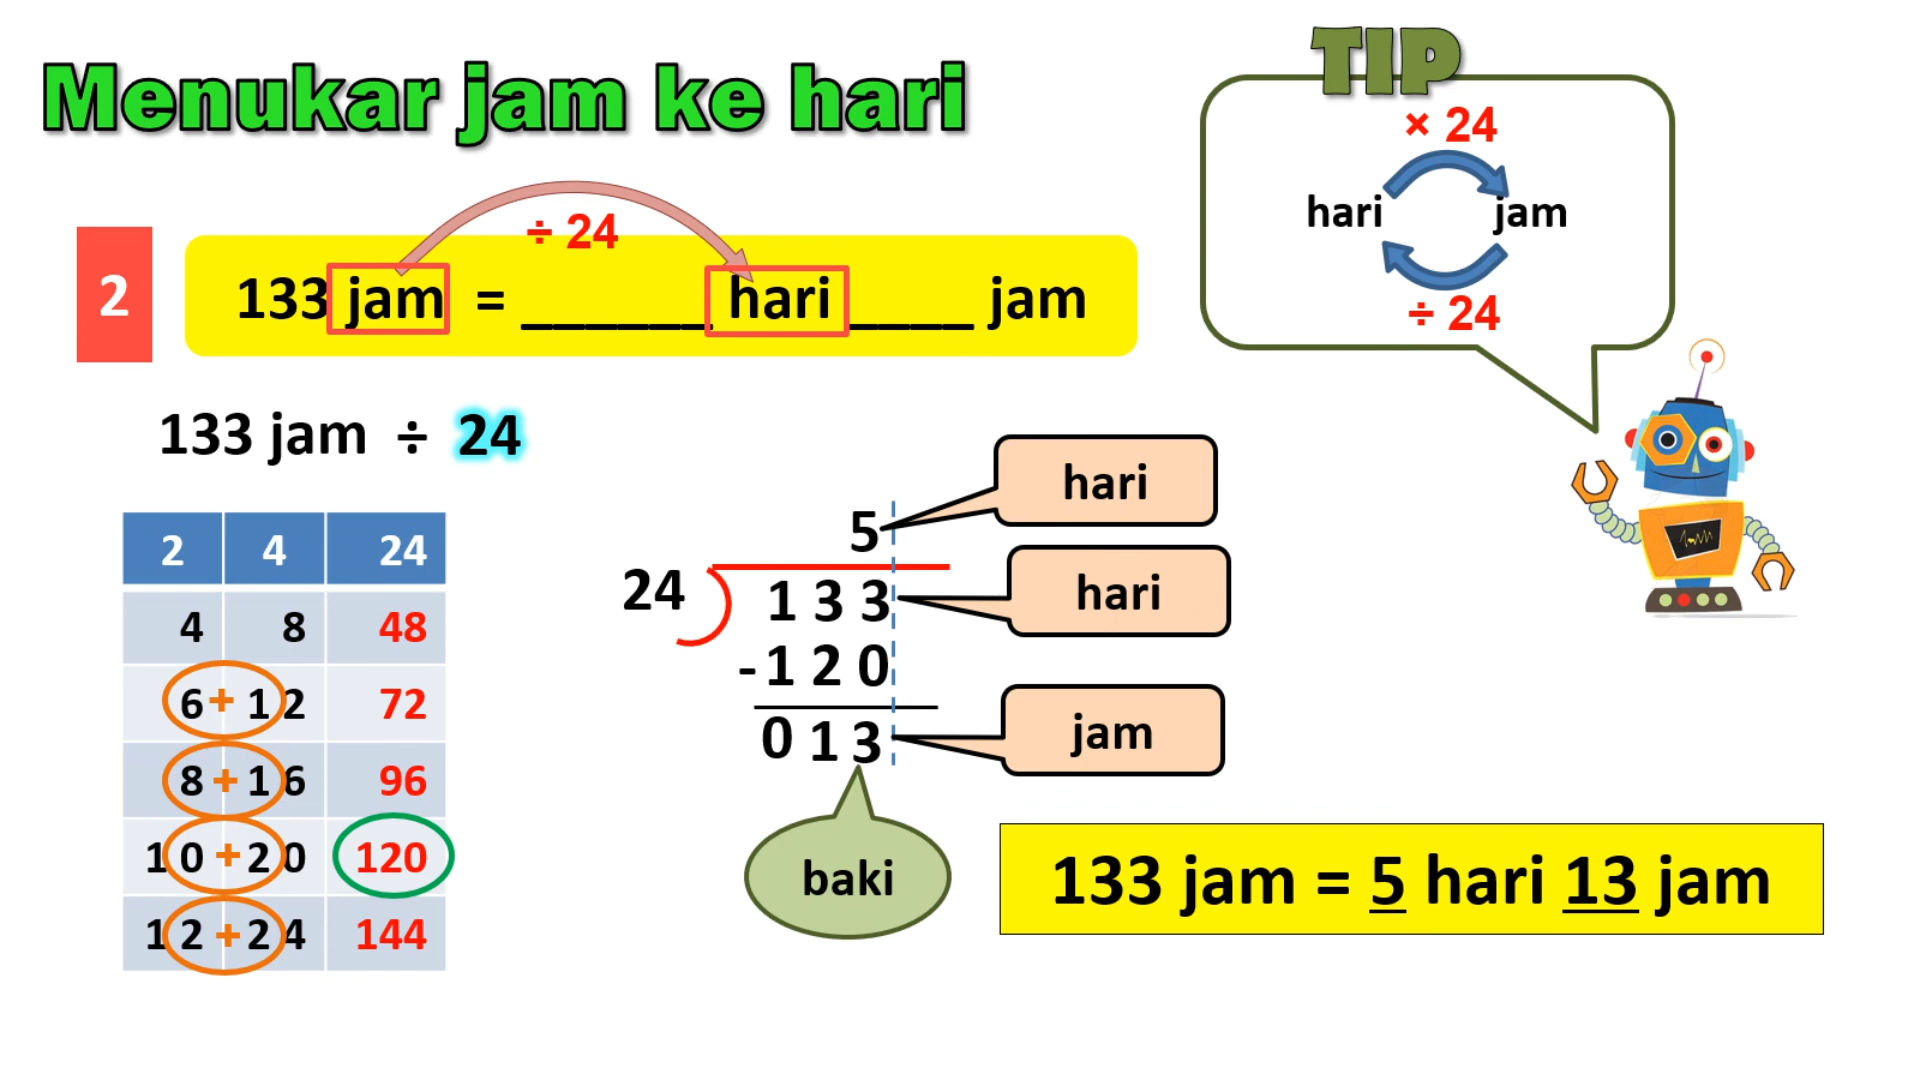 Menukar jam ke hari
TIP
× 24
hari jam
÷ 24
÷ 24
2
133 jam = ______ hari ____ jam
133 jam ÷ 24
2 4 24
4 8 48
6 + 1 2 72
8 + 1 6 96
1 0 + 2 0 120
1 2 + 2 4 144
5
hari
24
1 3 3
hari
- 1 2 0
0 1 3
jam
baki
133 jam = 5 hari 13 jam